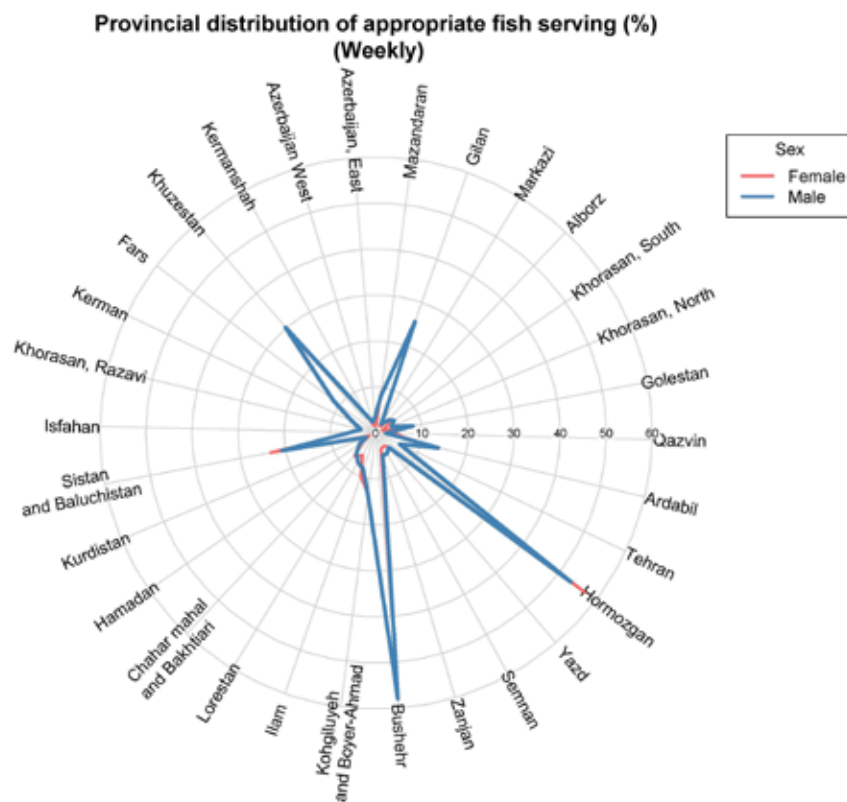 Provincial distribution of appropriate fish serving (%)
(Weekly)
Sex
Female
Male
Azerbaijan, East
Mazandaran
Gilan
Markazi
Alborz
Khorasan, South
Khorasan, North
Golestan
Qazvin
Ardabil
Tehran
Hormozgan
Yazd
Semnan
Zanjan
Bushehr
Kohgiluyeh
and Boyer-Ahmad
Ilam
Lorestan
Chahar mahal
and Bakhtiari
Hamadan
Kurdistan
Sistan
and Baluchistan
Isfahan
Khorasan, Razavi
Kerman
Fars
Khuzestan
Kermanshah
Azerbaijan West
0 10 20 30 40 50 60